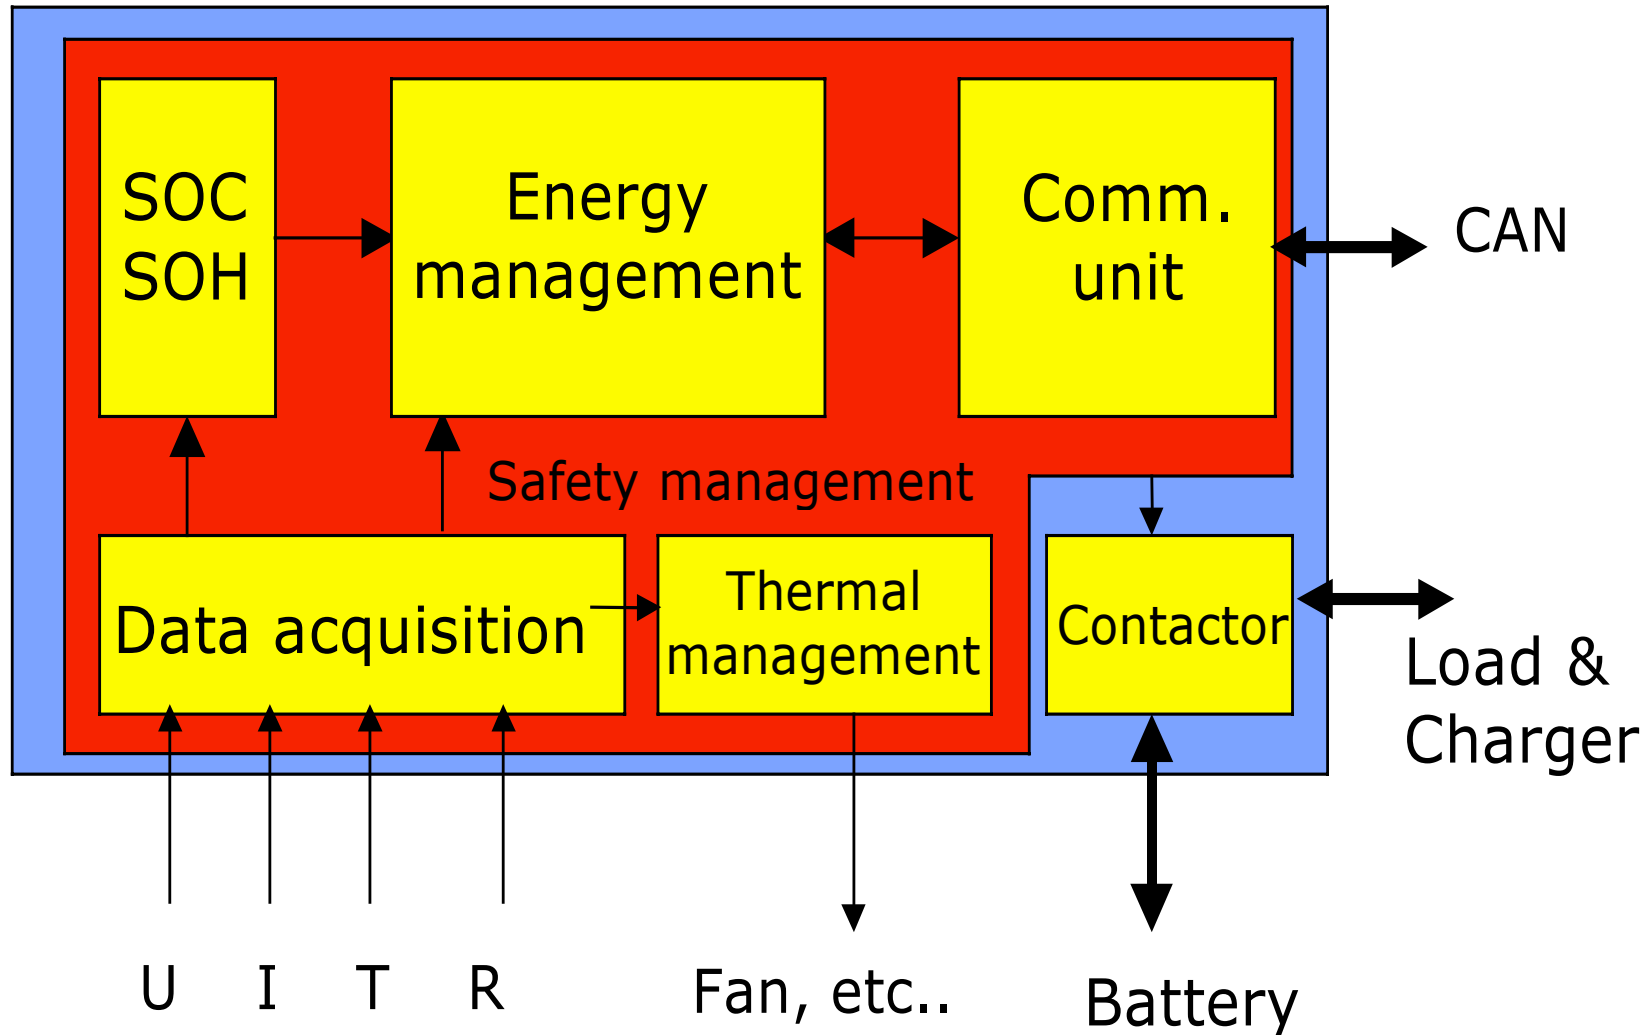 SOC
SOH
Energy
management
Comm.
unit
CAN
Safety management
Data acquisition
Thermal
management
Contactor
Load &
Charger
U I T R
Fan, etc..
Battery